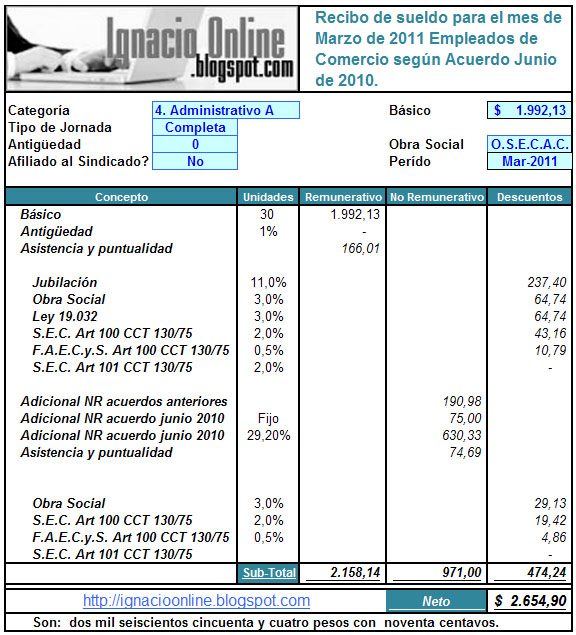 Ignacio Online
.blogspot.com
Recibo de sueldo para el mes de
Marzo de 2011 Empleados de
Comercio según Acuerdo Junio
de 2010.
Categoría 4. Administrativo A Básico $ 1.992,13
Tipo de Jornada Completa
Antigüedad 0 Obra Social O.S.E.C.A.C.
Afiliado al Sindicado? No Perído Mar-2011
Concepto Unidades Remunerativo No Remunerativo Descuentos
Básico 30 1.992,13
Antigüedad 1% -
Asistencia y puntualidad 166,01
Jubilación 11,0% 237,40
Obra Social 3,0% 64,74
Ley 19.032 3,0% 64,74
S.E.C. Art 100 CCT 130/75 2,0% 43,16
F.A.E.C.y.S. Art 100 CCT 130/75 0,5% 10,79
S.E.C. Art 101 CCT 130/75 2,0% -
Adicional NR acuerdos anteriores 190,98
Adicional NR acuerdo junio 2010 Fijo 75,00
Adicional NR acuerdo junio 2010 29,20% 630,33
Asistencia y puntualidad 74,69
Obra Social 3,0% 29,13
S.E.C. Art 100 CCT 130/75 2,0% 19,42
F.A.E.C.y.S. Art 100 CCT 130/75 0,5% 4,86
S.E.C. Art 101 CCT 130/75 -
Sub-Total 2.158,14 971,00 474,24
http://ignacioonline.blogspot.com Neto $ 2.654,90
Son: dos mil seiscientos cincuenta y cuatro pesos con noventa centavos.